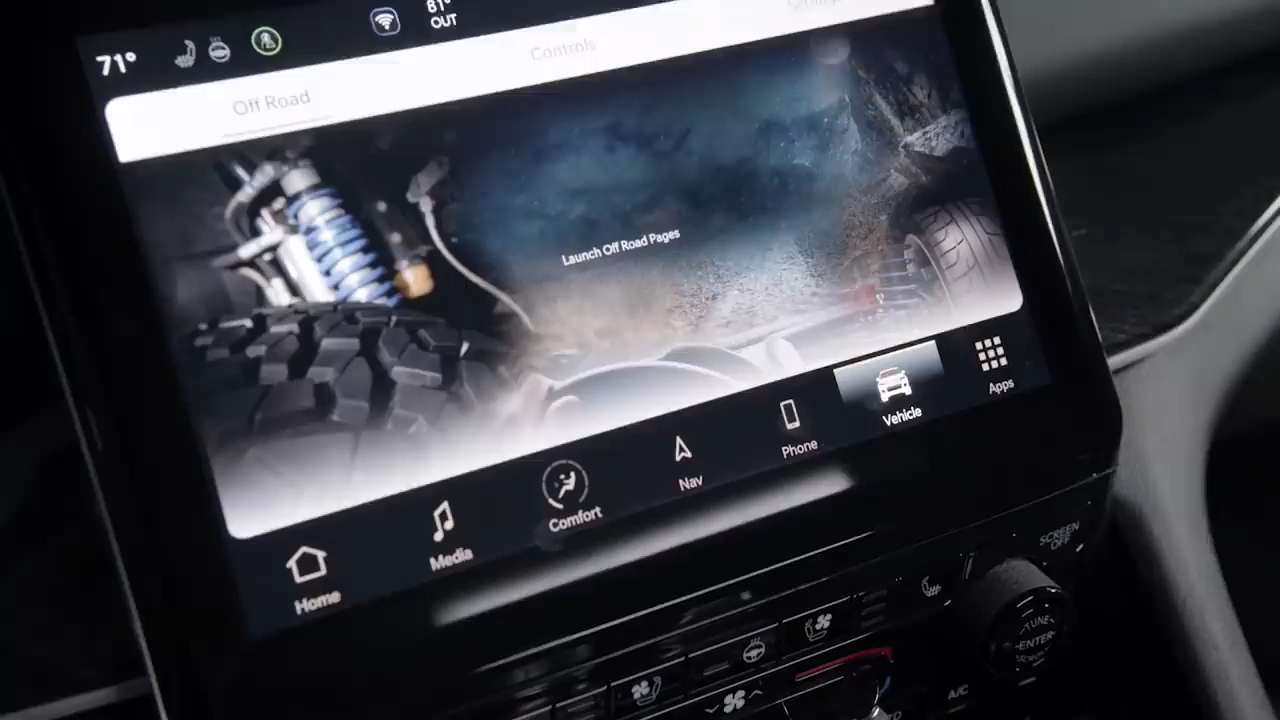 71°
81°
OUT
Off Road
Controls
Settings
Launch Off Road Pages
Home
Media
Comfort
Nav
Phone
Vehicle
Apps
SCREEN
OFF
TUNE
ENTER
A/C